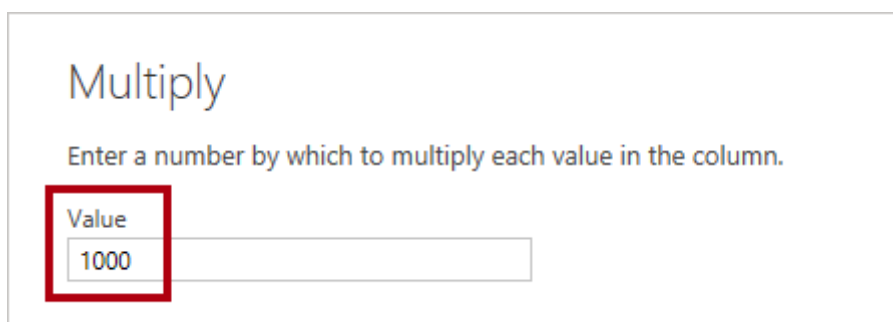 Multiply
Enter a number by which to multiply each value in the column.
Value
1000